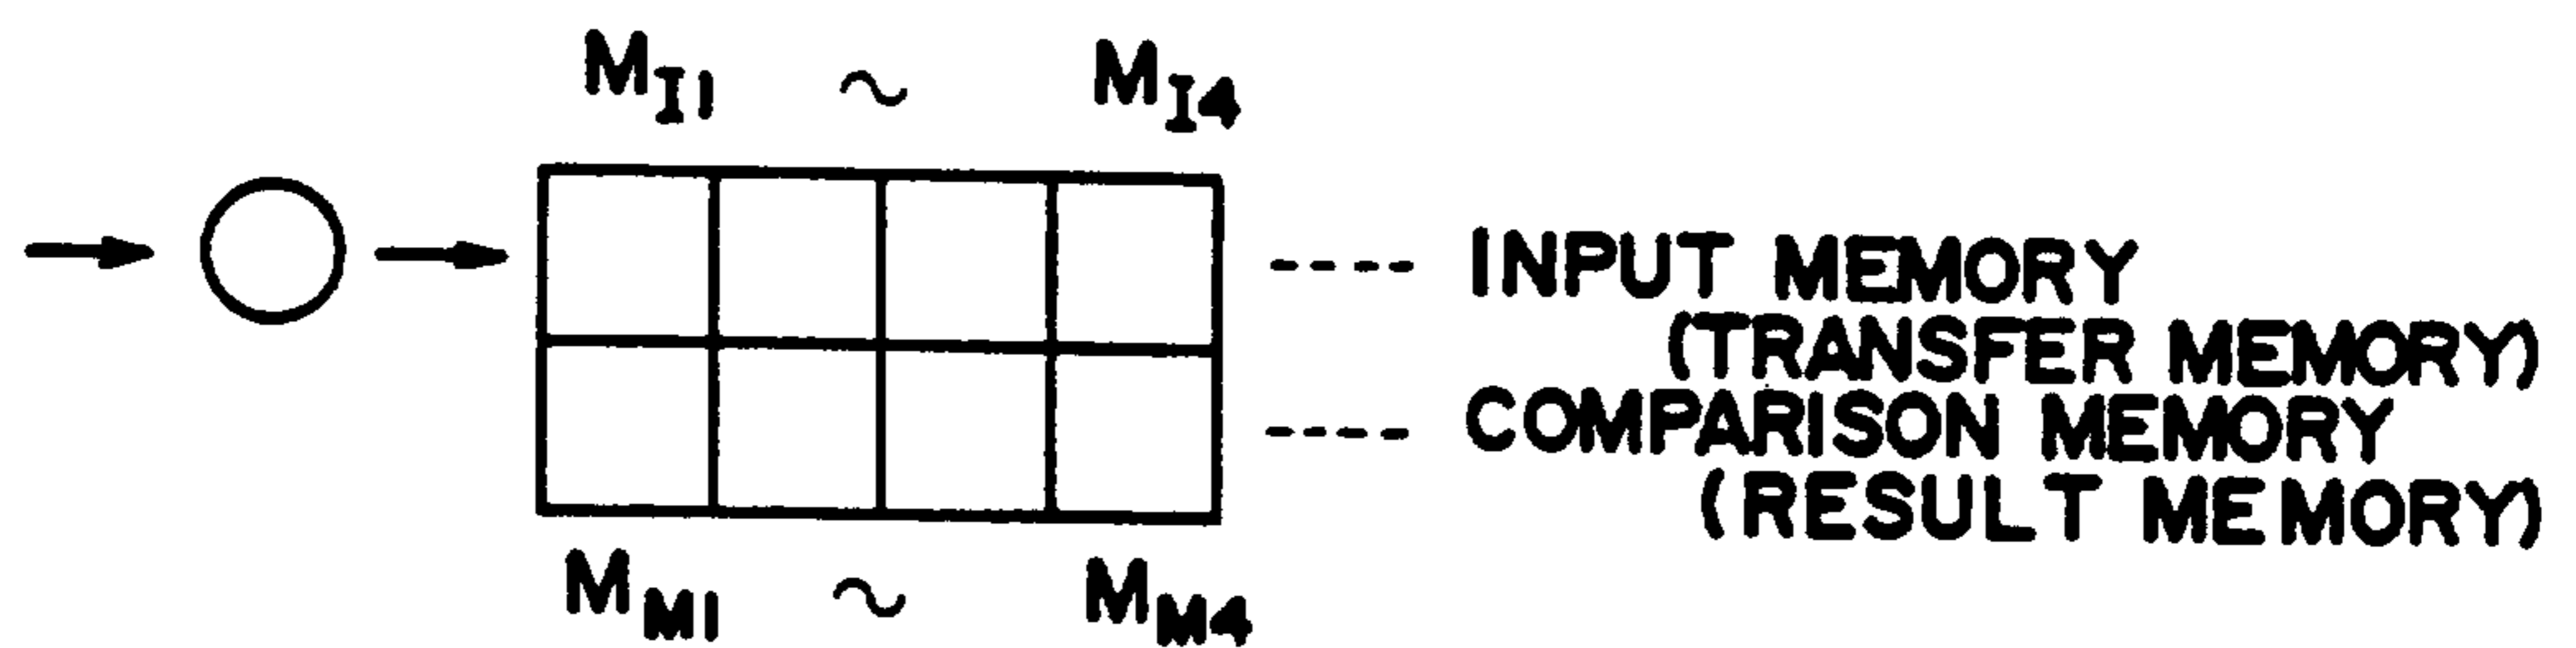 M_I1 ~ M_I4
INPUT MEMORY
(TRANSFER MEMORY)
COMPARISON MEMORY
(RESULT MEMORY)
M_M1 ~ M_M4